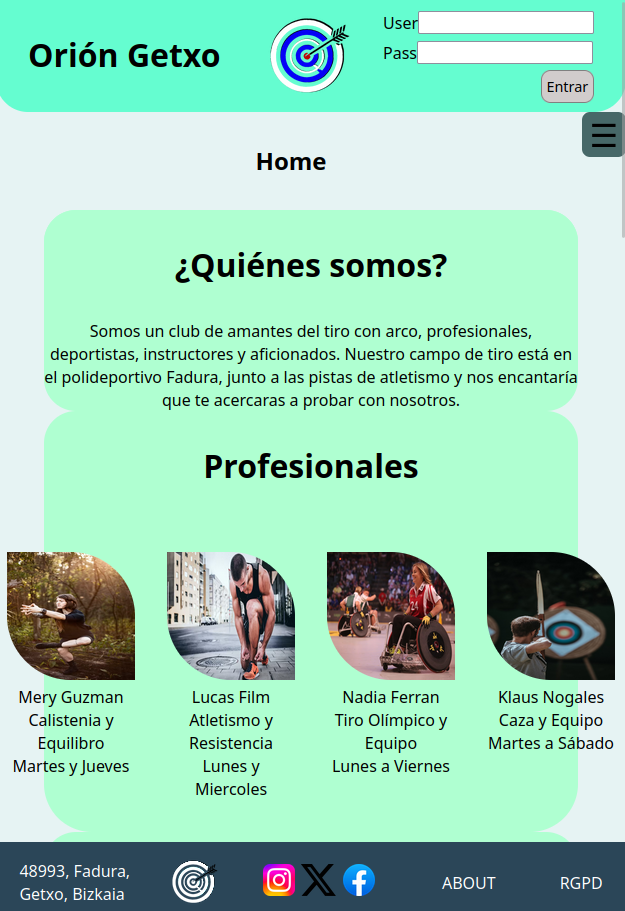 Orión Getxo
User
Pass
Entrar
Home
¿Quiénes somos?
Somos un club de amantes del tiro con arco, profesionales,
deportistas, instructores y aficionados. Nuestro campo de tiro está en
el polideportivo Fadura, junto a las pistas de atletismo y nos encantaría
que te acercaras a probar con nosotros.
Profesionales
Mery Guzman
Calistenia y
Equilibro
Martes y Jueves
Lucas Film
Atletismo y
Resistencia
Lunes y
Miercoles
Nadia Ferran
Tiro Olímpico y
Equipo
Lunes a Viernes
Klaus Nogales
Caza y Equipo
Martes a Sábado
48993, Fadura,
Getxo, Bizkaia
ABOUT
RGPD